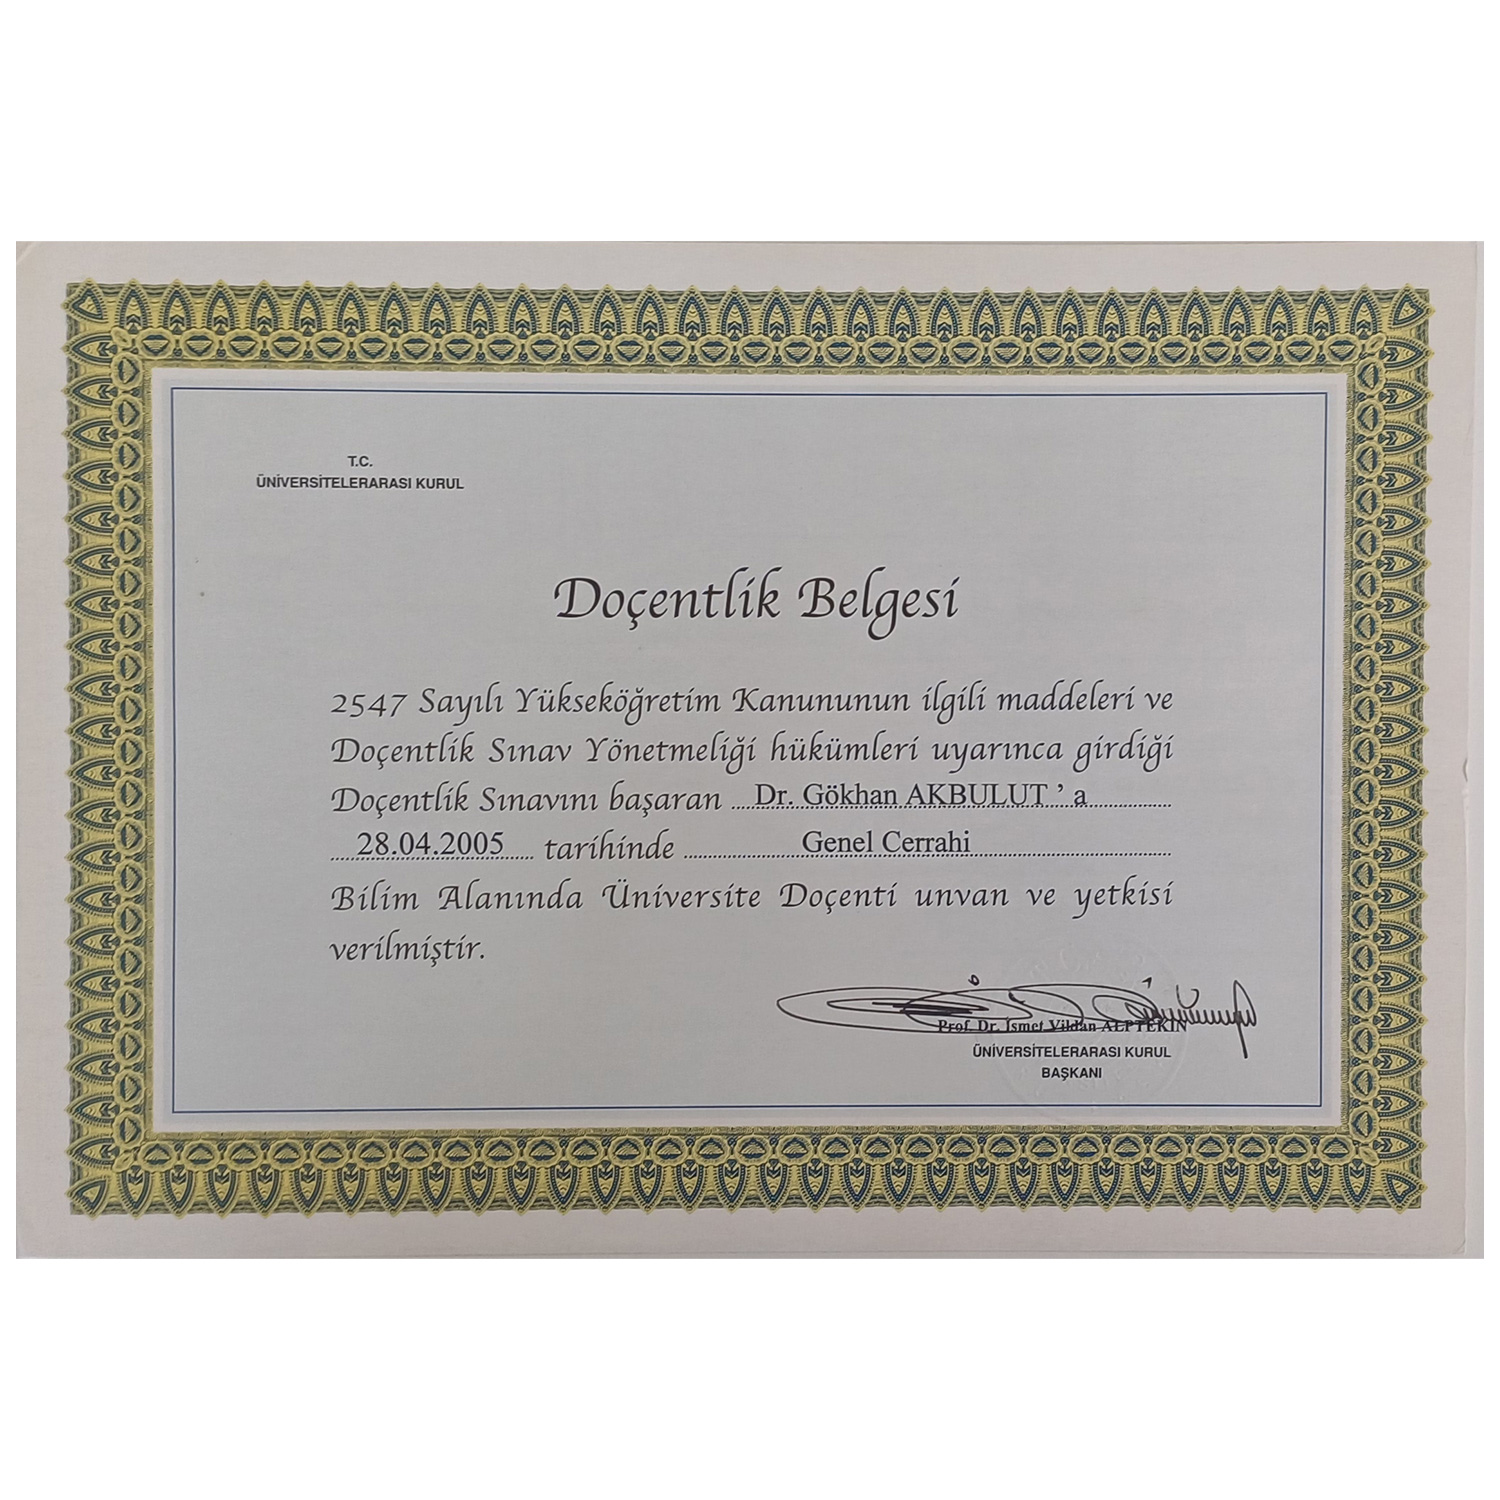 T.C.
ÜNİVERSİTELERARASI KURUL
Doçentlik Belgesi
2547 Sayılı Yükseköğretim Kanununun ilgili maddeleri ve
Doçentlik Sınav Yönetmeliği hükümleri uyarınca girdiği
Doçentlik Sınavını başaran Dr. Gökhan AKBULUT ' a
28.04.2005 tarihinde Genel Cerrahi
Bilim Alanında Üniversite Doçenti unvan ve yetkisi
verilmiştir.
Prof. Dr. İsmet Vildan ALPTEKİN
ÜNİVERSİTELERARASI KURUL
BAŞKANI